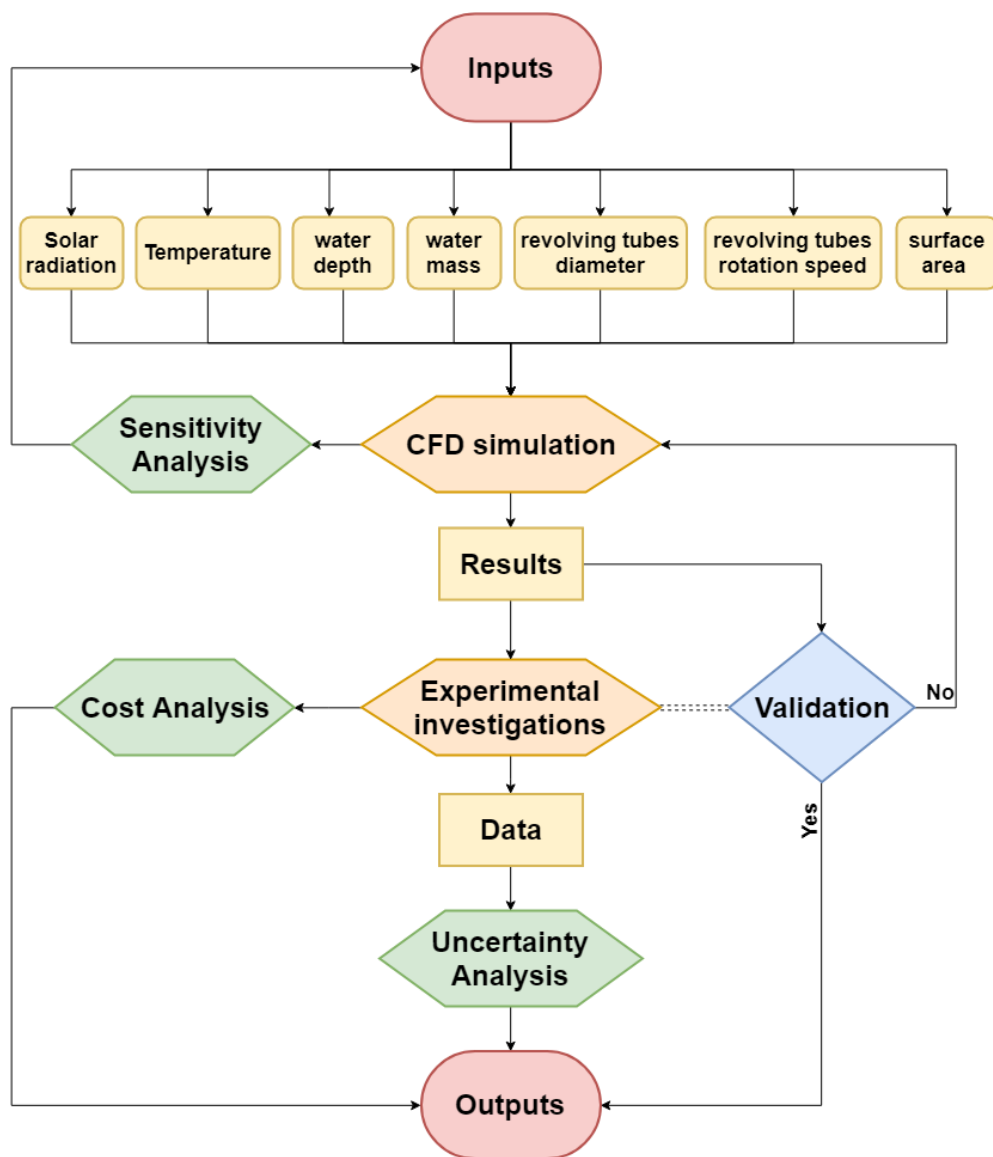 Inputs
Solar
radiation
Temperature
water
depth
water
mass
revolving tubes
diameter
revolving tubes
rotation speed
surface
area
Sensitivity
Analysis
CFD simulation
Results
Cost Analysis
Experimental
investigations
Validation
No
Data
Yes
Uncertainty
Analysis
Outputs